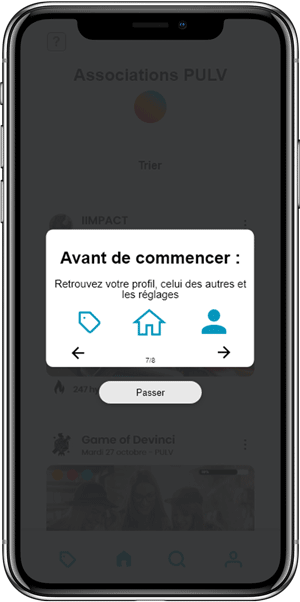 ?
Associations PULV
Trier
IIMPACT
Avant de commencer :
Retrouvez votre profil, celui des autres et
les réglages
7/8
247 hy
Passer
Game of Devinci
Mardi 27 octobre - PULV